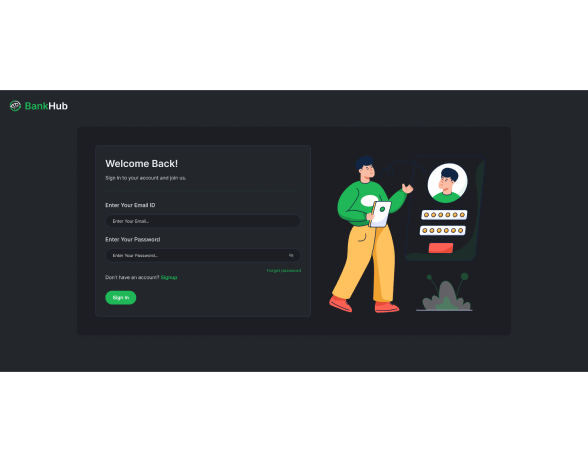 BankHub
Welcome Back!
Sign in to your account and join us.
Enter Your Email ID
Enter Your Email...
Enter Your Password
Enter Your Password...
Forgot password
Don't have an account? Signup
Sign In